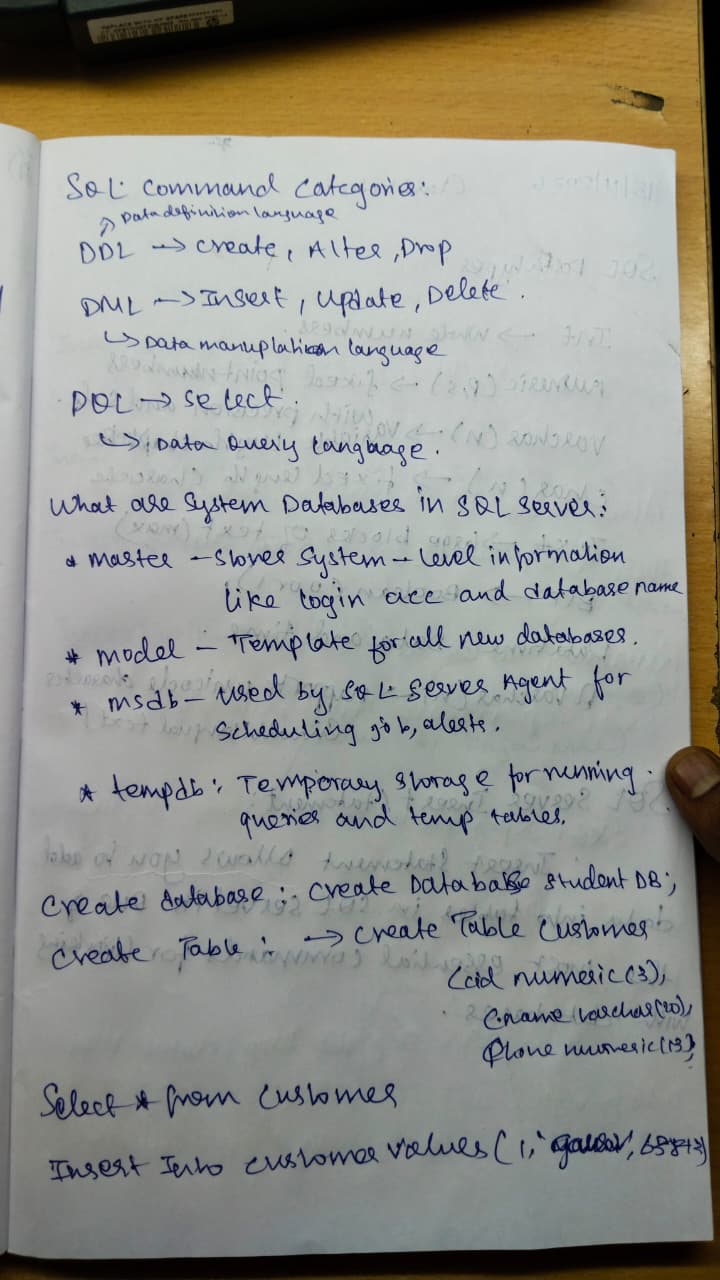 SQL Command Categories:
Data definition language
DDL → Create, Alter, Drop
DML → Insert, Update, Delete.
↳ Data manuplation language
DQL → Select.
↳ Data Query Language.
What are System Databases in SQL Server:
* master - Stores System - Level information
like login acc and database name
* model - Template for all new databases.
* msdb - used by SQL Server Agent for
Scheduling job, alerts.
* tempdb: Temporary storage for running
queries and temp tables.
Create database :- Create Database student DB;
Create Table : → Create Table Customer
(cid numeric(3),
Cname varchar(20),
Phone numeric(13)
Select * from Customer
Insert Into customer values (1, '